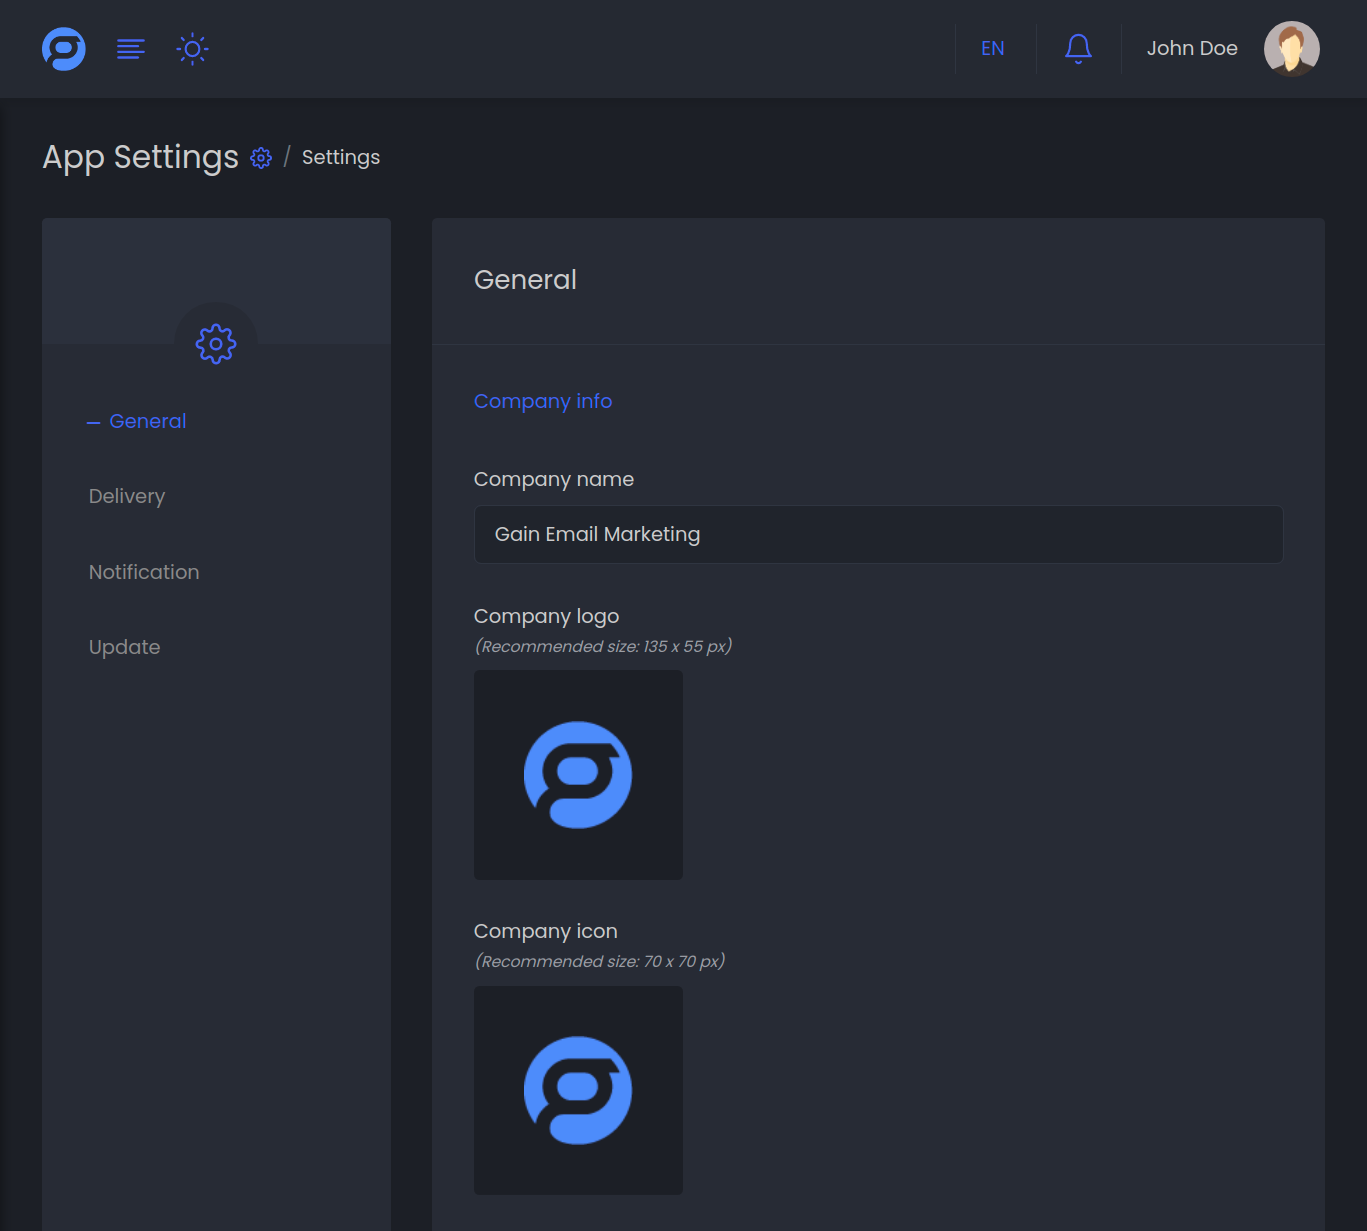 EN
John Doe
App Settings / Settings
General
Delivery
Notification
Update
General
Company info
Company name
Gain Email Marketing
Company logo
(Recommended size: 135 x 55 px)
Company icon
(Recommended size: 70 x 70 px)